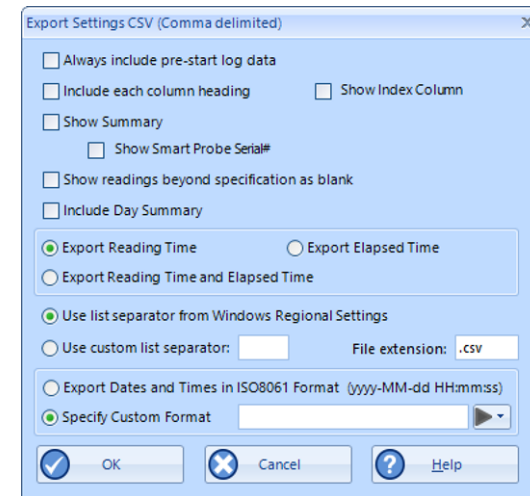 Export Settings CSV (Comma delimited)
Always include pre-start log data
Include each column heading Show Index Column
Show Summary
Show Smart Probe Serial#
Show readings beyond specification as blank
Include Day Summary
Export Reading Time Export Elapsed Time
Export Reading Time and Elapsed Time
Use list separator from Windows Regional Settings
Use custom list separator: File extension: .csv
Export Dates and Times in ISO8061 Format (yyyy-MM-dd HH:mm:ss)
Specify Custom Format
OK Cancel Help